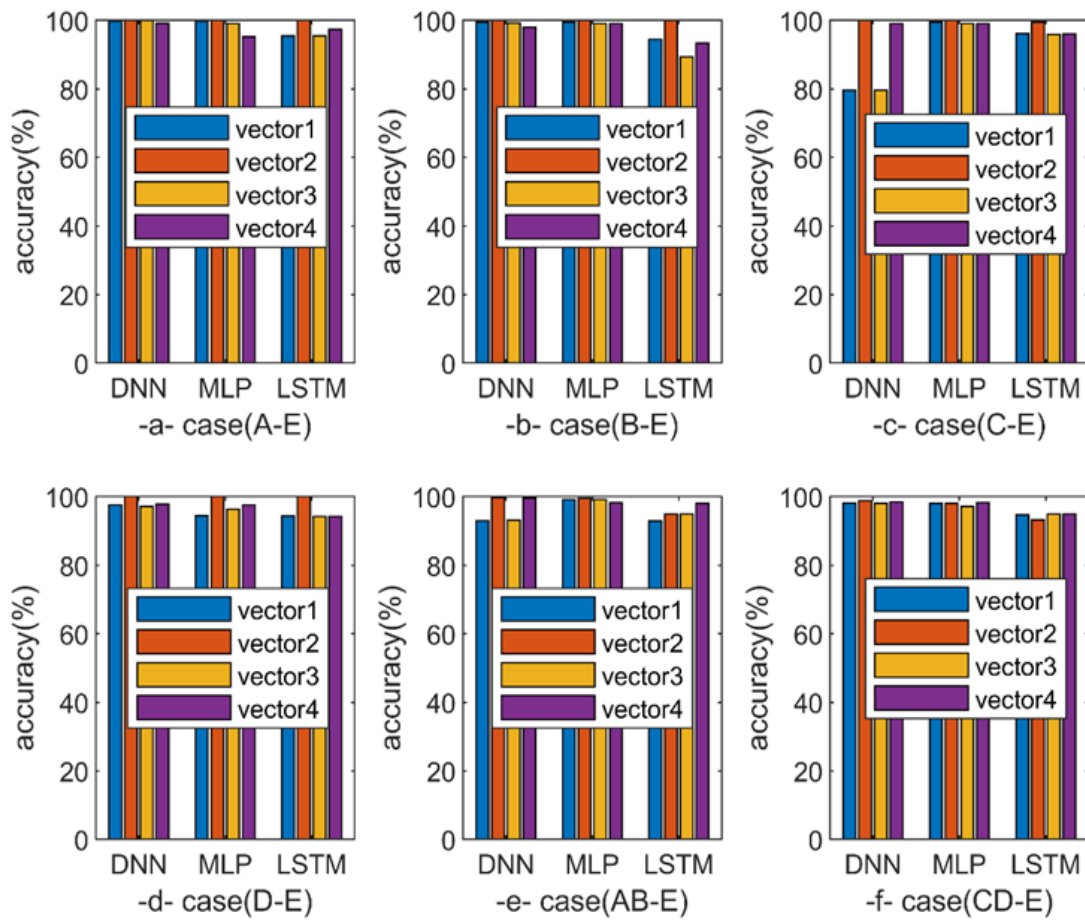 accuracy(%)
100
80
60
40
20
0
vector1
vector2
vector3
vector4
DNN MLP LSTM
-a- case(A-E)
accuracy(%)
100
80
60
40
20
0
vector1
vector2
vector3
vector4
DNN MLP LSTM
-b- case(B-E)
accuracy(%)
100
80
60
40
20
0
vector1
vector2
vector3
vector4
DNN MLP LSTM
-c- case(C-E)
accuracy(%)
100
80
60
40
20
0
vector1
vector2
vector3
vector4
DNN MLP LSTM
-d- case(D-E)
accuracy(%)
100
80
60
40
20
0
vector1
vector2
vector3
vector4
DNN MLP LSTM
-e- case(AB-E)
accuracy(%)
100
80
60
40
20
0
vector1
vector2
vector3
vector4
DNN MLP LSTM
-f- case(CD-E)